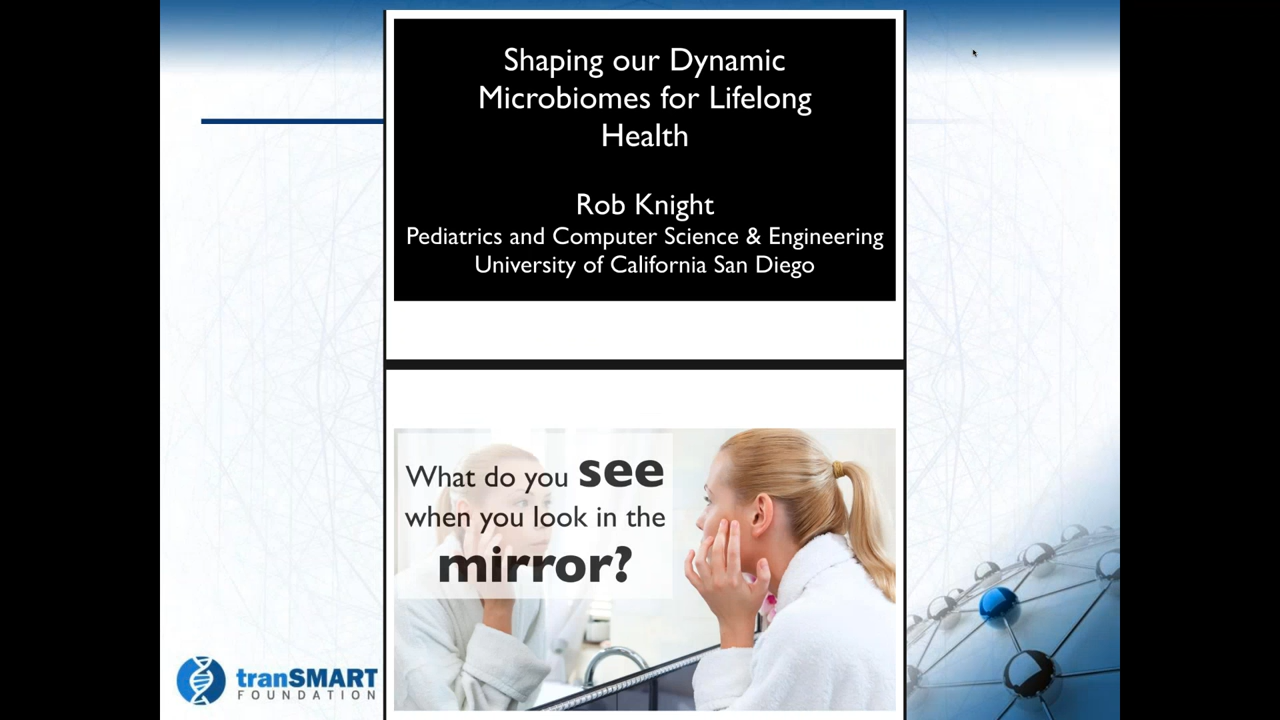 Shaping our Dynamic
Microbiomes for Lifelong
Health
Rob Knight
Pediatrics and Computer Science & Engineering
University of California San Diego
What do you see
when you look in the
mirror?
tranSMART
FOUNDATION